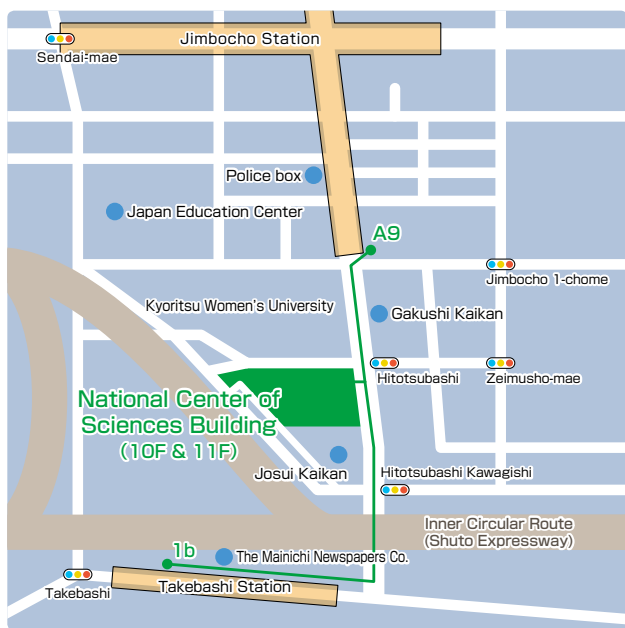 Jimbocho Station
Sendai-mae
Police box
Japan Education Center
A9
Jimbocho 1-chome
Kyoritsu Women's University
Gakushi Kaikan
Hitotsubashi
Zeimusho-mae
National Center of
Sciences Building
(10F & 11F)
Josui Kaikan
Hitotsubashi Kawagishi
Inner Circular Route
(Shuto Expressway)
1b
The Mainichi Newspapers Co.
Takebashi Station
Takebashi